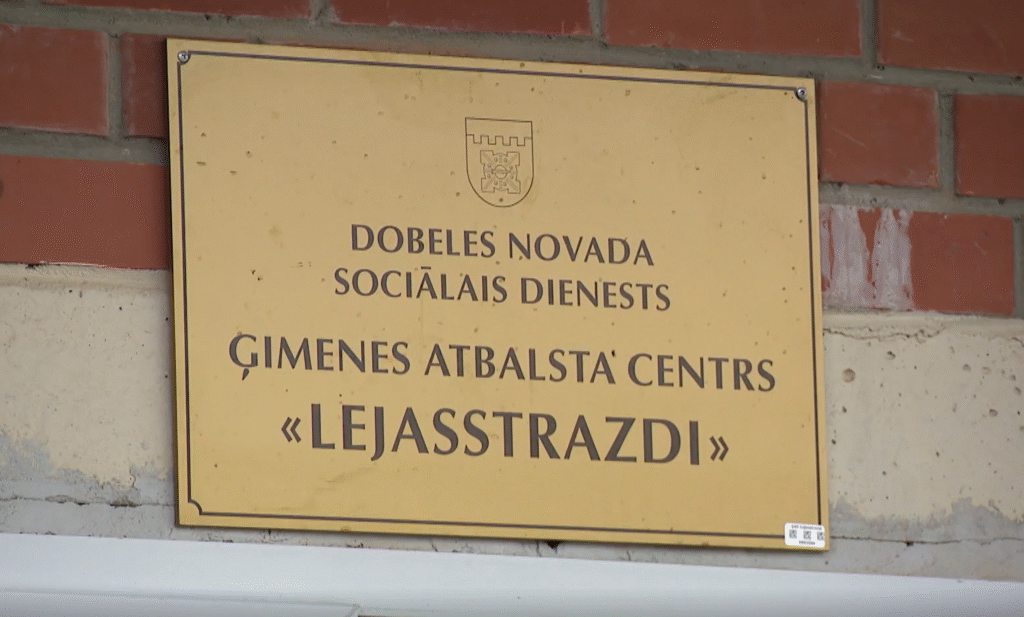 DOBELES NOVADA
SOCIĀLAIS DIENESTS
ĢIMENES ATBALSTA CENTRS
«LEJASSTRAZDI»